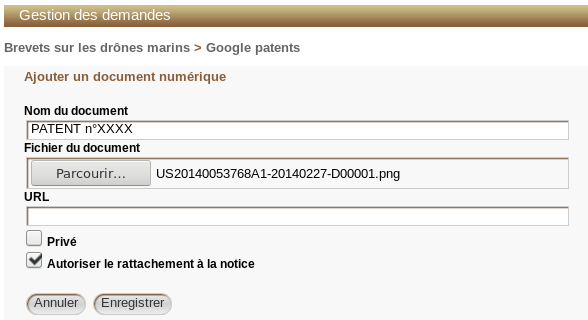 Gestion des demandes
Brevets sur les drônes marins > Google patents
Ajouter un document numérique
Nom du document
PATENT n°XXXX
Fichier du document
Parcourir... US20140053768A1-20140227-D00001.png
URL
Privé
Autoriser le rattachement à la notice
Annuler Enregistrer